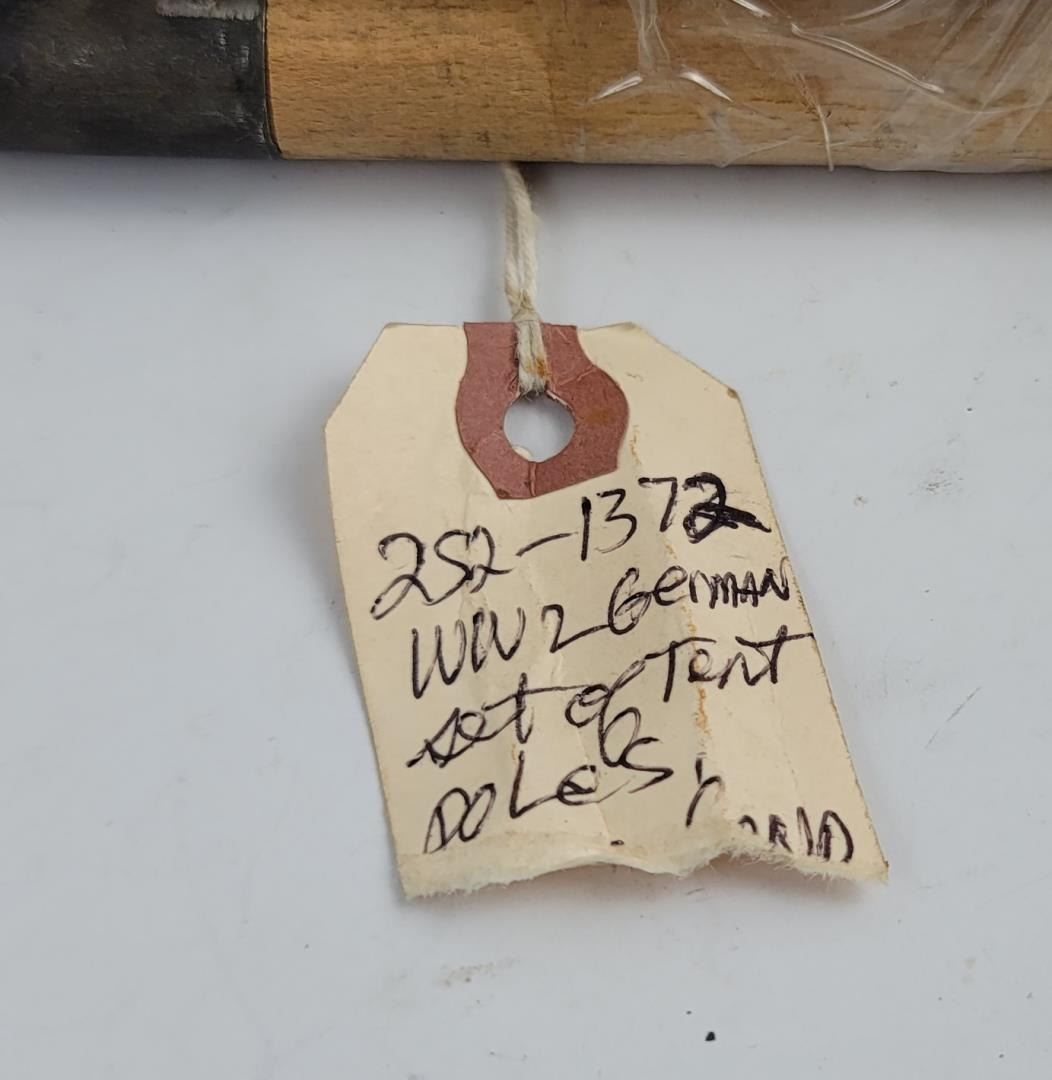 252-1372
WW2 GeRMAN
set of Tent
POLeS